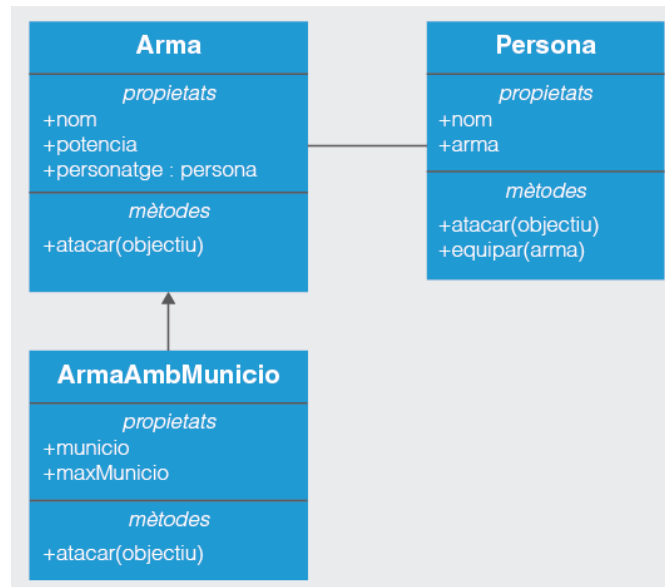 Arma
propietats
+nom
+potencia
+personatge : persona
mètodes
+atacar(objectiu)
Persona
propietats
+nom
+arma
mètodes
+atacar(objectiu)
+equipar(arma)
ArmaAmbMunicio
propietats
+municio
+maxMunicio
mètodes
+atacar(objectiu)